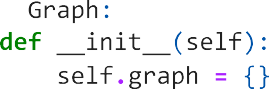 Graph:
def __init__(self):
self.graph = {}